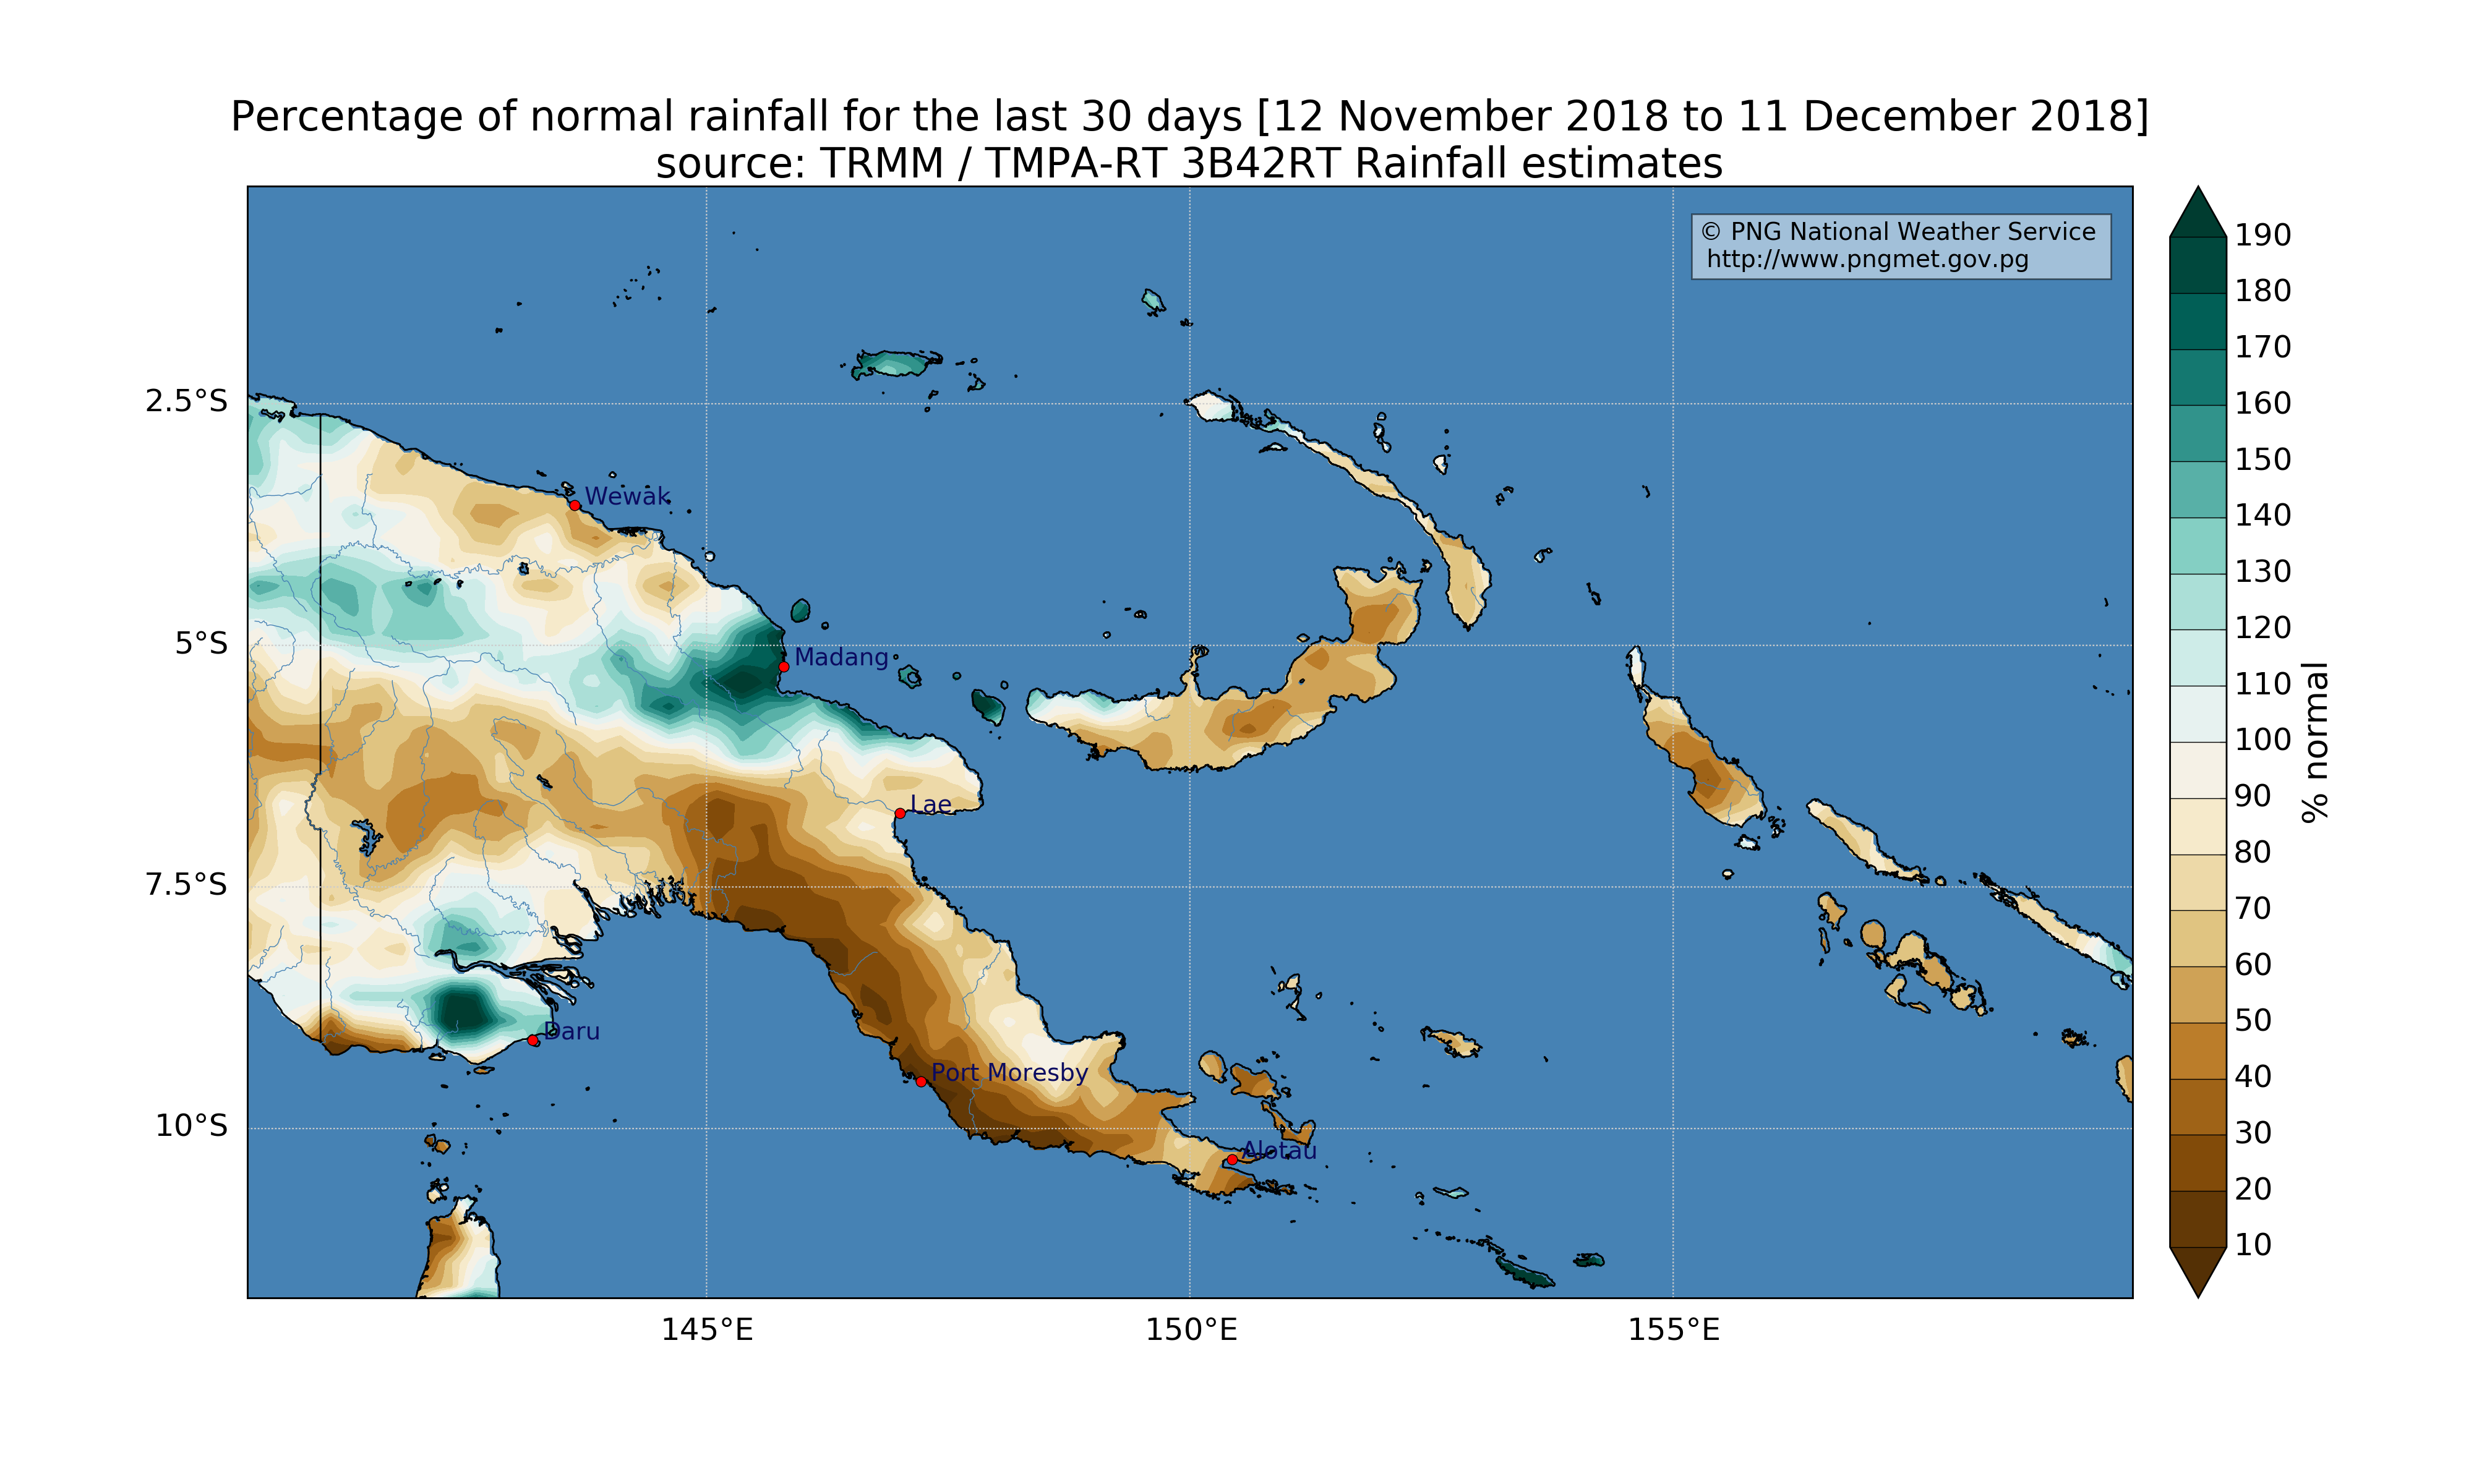 Percentage of normal rainfall for the last 30 days [12 November 2018 to 11 December 2018]
source: TRMM / TMPA-RT 3B42RT Rainfall estimates
© PNG National Weather Service
http://www.pngmet.gov.pg
190
180
170
160
150
140
130
120
110
100
90
80
70
60
50
40
30
20
10
% normal
2.5°S
5°S
7.5°S
10°S
Wewak
Madang
Lae
Daru
Port Moresby
Alotau
145°E
150°E
155°E